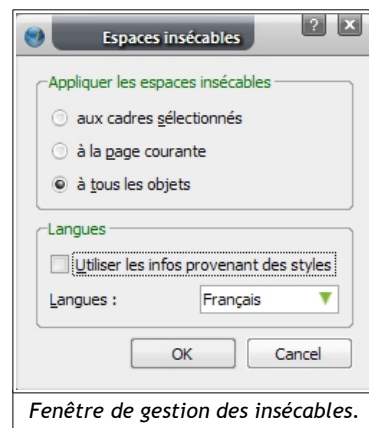 Espaces insécables
?
x
Appliquer les espaces insécables
aux cadres sélectionnés
à la page courante
à tous les objets
Langues
Utiliser les infos provenant des styles
Langues :
Français
OK
Cancel
Fenêtre de gestion des insécables.